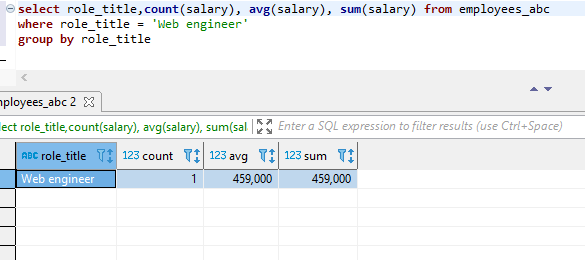 select role_title,count(salary), avg(salary), sum(salary) from employees_abc
where role_title = 'Web engineer'
group by role_title
mployees_abc 2
lect role_title,count(salary), avg(salary), sum(sal
Enter a SQL expression to filter results (use Ctrl+Space)
ABC role_title 123 count 123 avg 123 sum
Web engineer 1 459,000 459,000